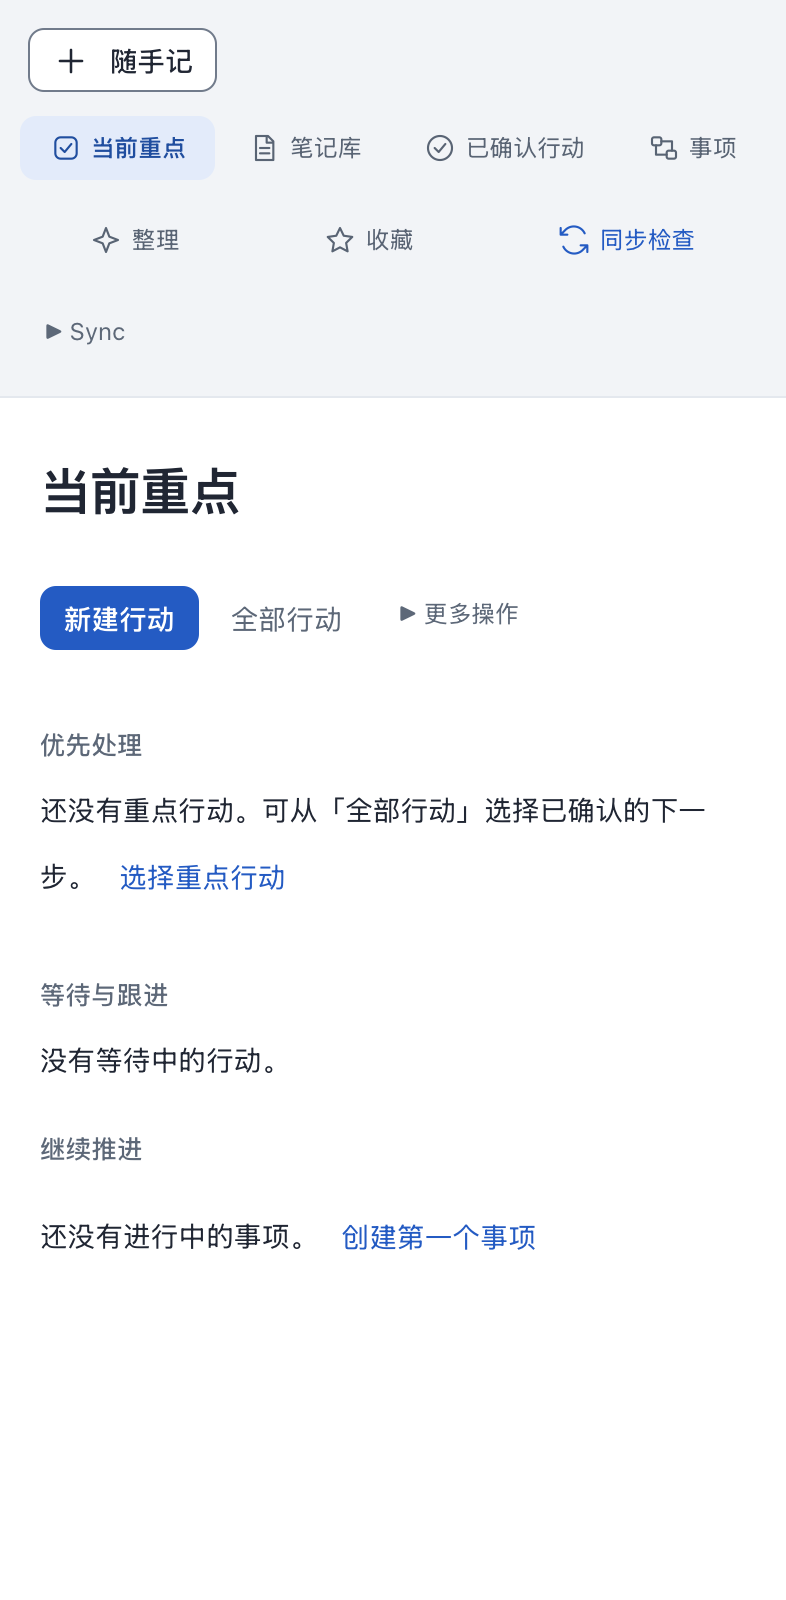 随手记
当前重点 笔记库 已确认行动 事项
整理 收藏 同步检查
Sync
当前重点
新建行动 全部行动 更多操作
优先处理
还没有重点行动。可从「全部行动」选择已确认的下一
步。 选择重点行动
等待与跟进
没有等待中的行动。
继续推进
还没有进行中的事项。 创建第一个事项